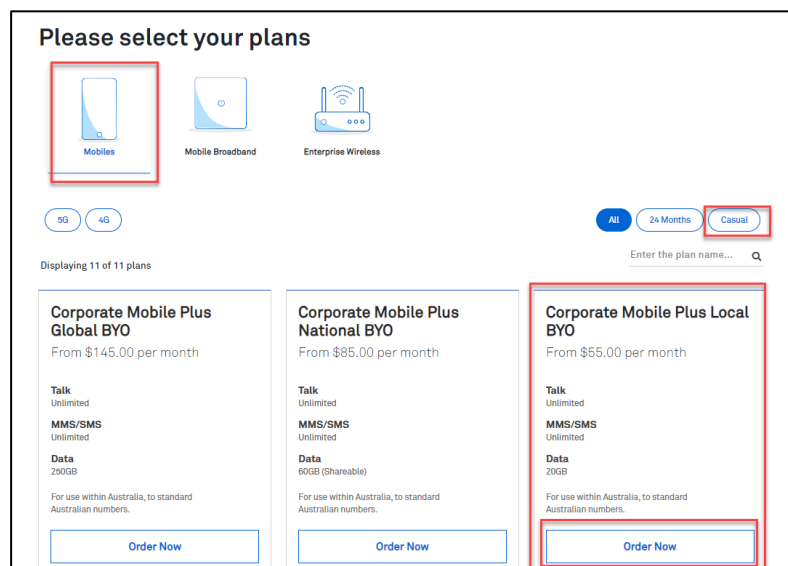 Please select your plans
Mobiles
Mobile Broadband
Enterprise Wireless
5G
4G
All
24 Months
Casual
Enter the plan name...
Displaying 11 of 11 plans
Corporate Mobile Plus
Global BYO
From $145.00 per month
Talk
Unlimited
MMS/SMS
Unlimited
Data
250GB
For use within Australia, to standard
Australian numbers.
Order Now
Corporate Mobile Plus
National BYO
From $85.00 per month
Talk
Unlimited
MMS/SMS
Unlimited
Data
60GB (Shareable)
For use within Australia, to standard
Australian numbers.
Order Now
Corporate Mobile Plus Local
BYO
From $55.00 per month
Talk
Unlimited
MMS/SMS
Unlimited
Data
20GB
For use within Australia, to standard
Australian numbers.
Order Now